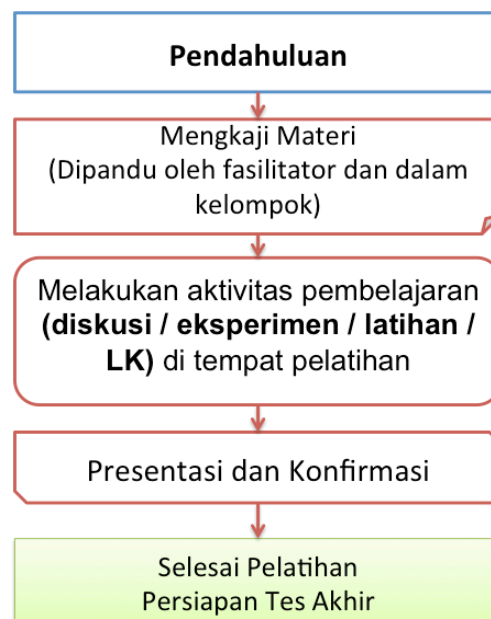 Pendahuluan
Mengkaji Materi
(Dipandu oleh fasilitator dan dalam
kelompok)
Melakukan aktivitas pembelajaran
(diskusi / eksperimen / latihan /
LK) di tempat pelatihan
Presentasi dan Konfirmasi
Selesai Pelatihan
Persiapan Tes Akhir